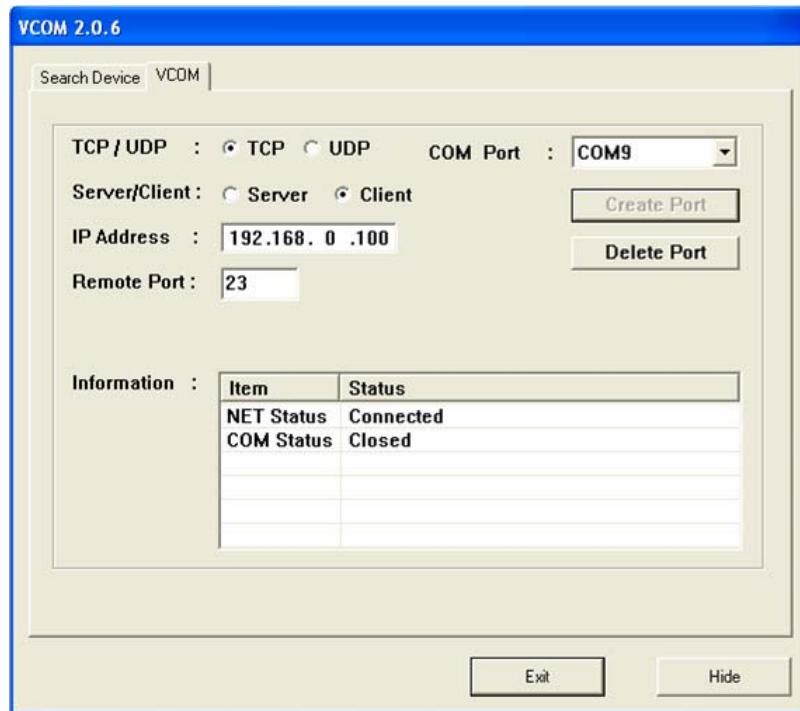 VCOM 2.0.6
Search Device VCOM
TCP / UDP : TCP UDP COM Port : COM9
Server/Client : Server Client Create Port
IP Address : 192.168. 0 .100 Delete Port
Remote Port : 23
Information : Item Status
NET Status Connected
COM Status Closed
Exit Hide